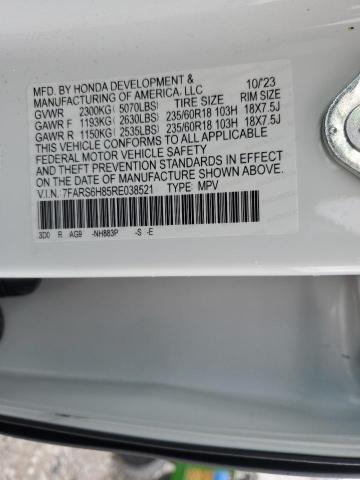 MFD. BY HONDA DEVELOPMENT & 10/'23
MANUFACTURING OF AMERICA, LLC
GVWR 2300KG (5070LBS) TIRE SIZE RIM SIZE
GAWR F 1193KG (2630LBS) 235/60R18 103H 18X7.5J
GAWR R 1150KG (2535LBS) 235/60R18 103H 18X7.5J
THIS VEHICLE CONFORMS TO ALL APPLICABLE
FEDERAL MOTOR VEHICLE SAFETY
AND THEFT PREVENTION STANDARDS IN EFFECT
ON THE DATE OF MANUFACTURE SHOWN ABOVE.
V.I.N.: 7FARS6H85RE038521 TYPE: MPV
3D0 R AG9 -NH883P -S -E